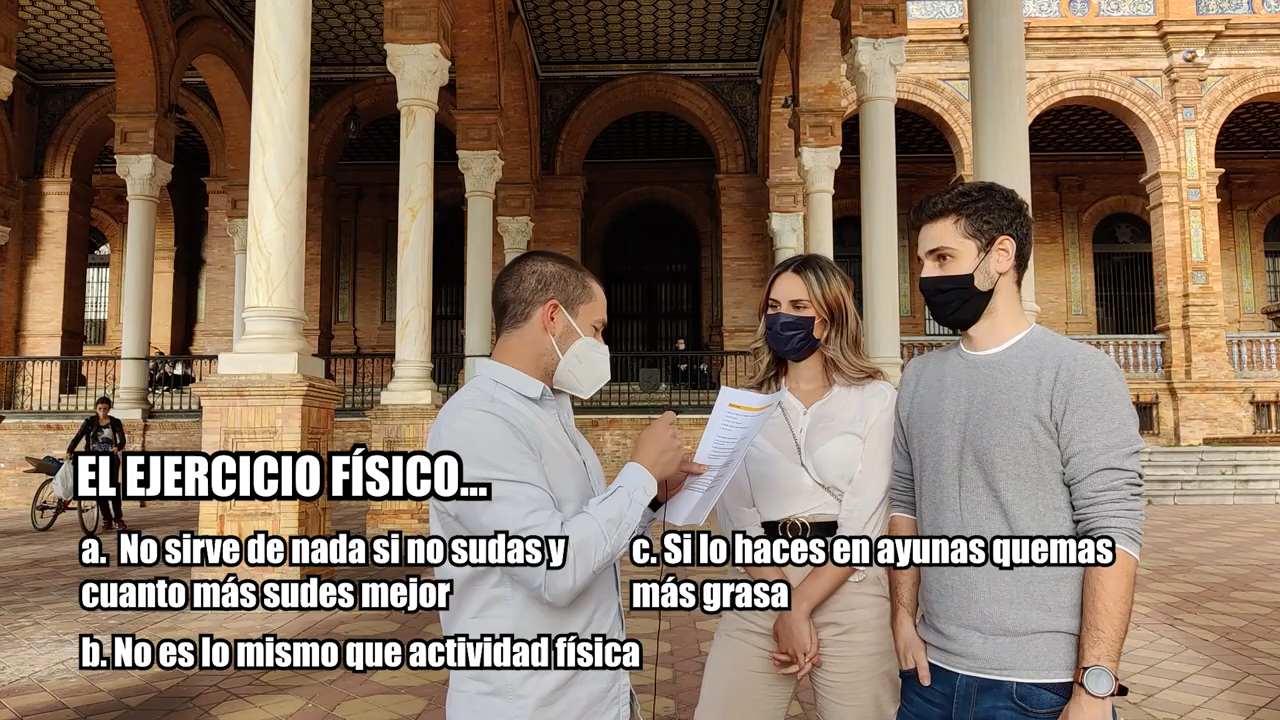 EL EJERCICIO FÍSICO...
a. No sirve de nada si no sudas y
cuanto más sudes mejor
b. No es lo mismo que actividad física
c. Si lo haces en ayunas quemas
más grasa